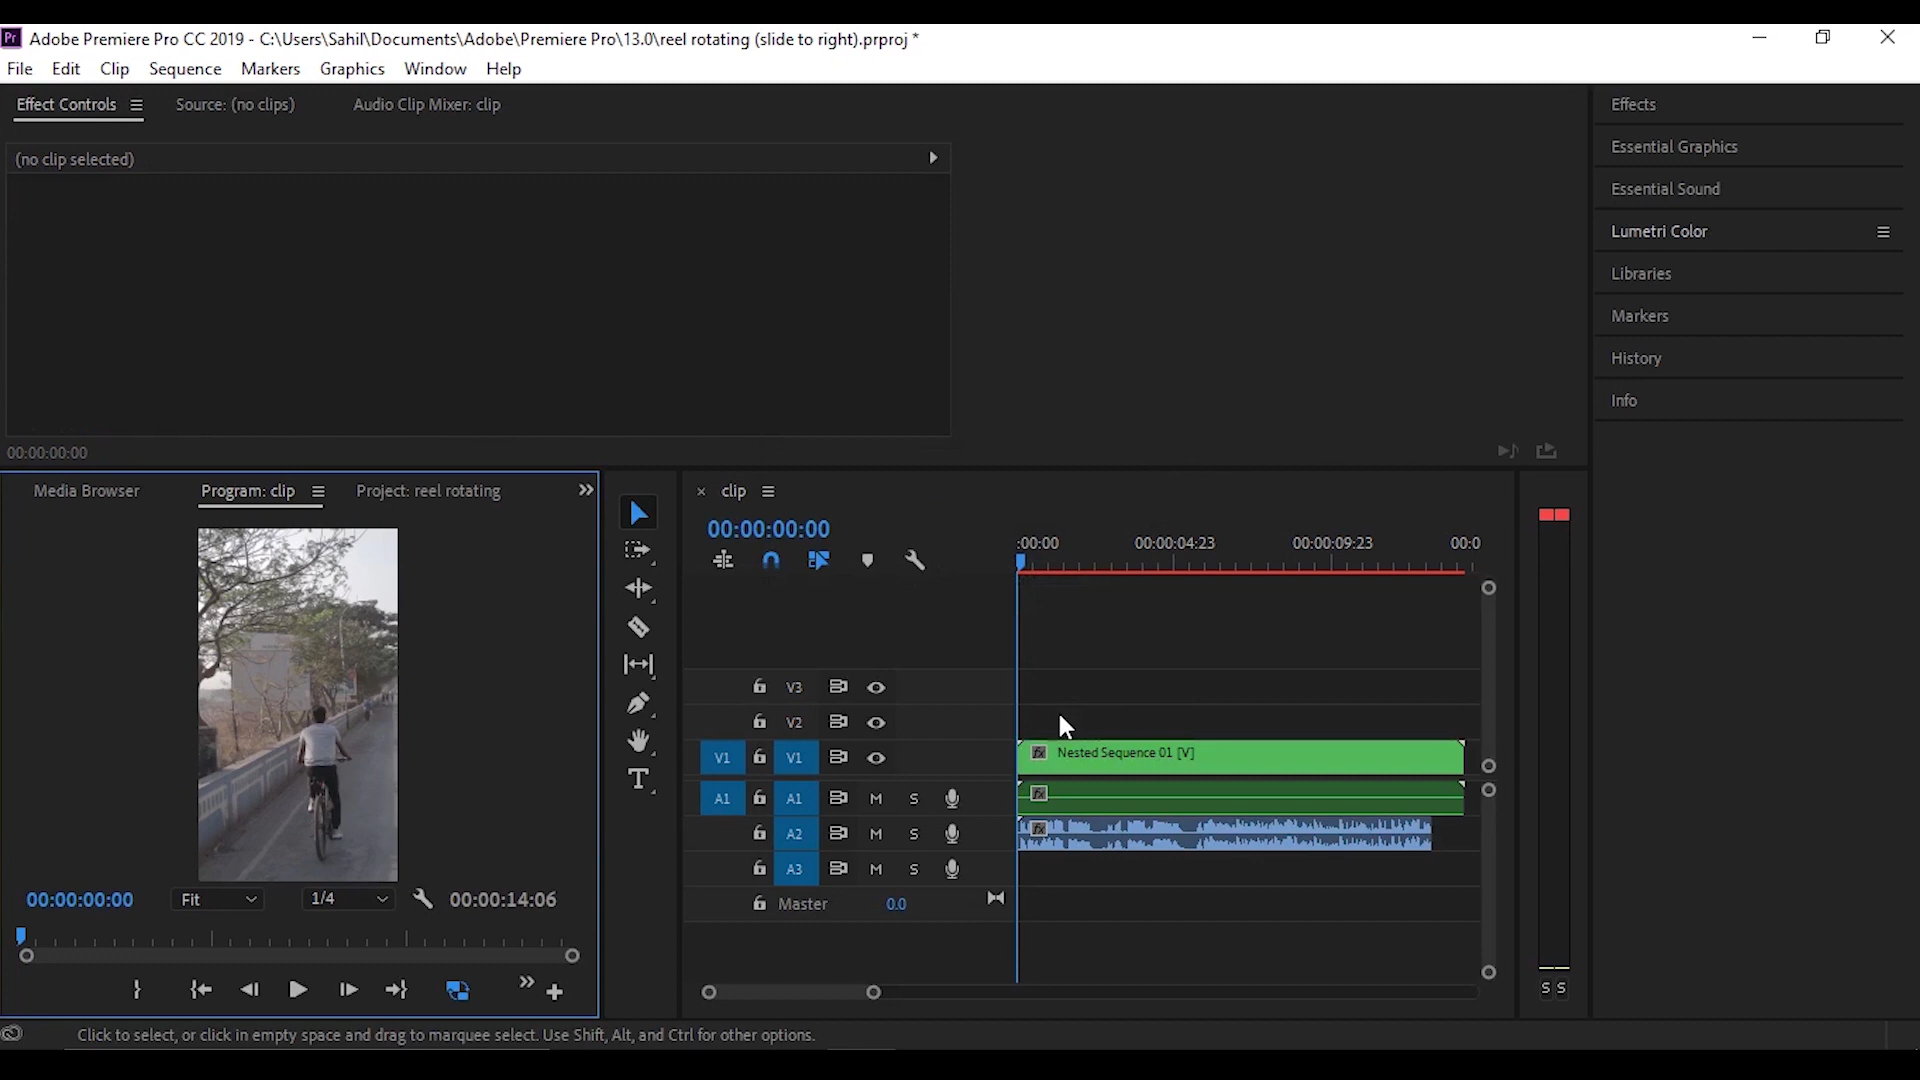 Pr Adobe Premiere Pro CC 2019 - C:\Users\Sahil\Documents\Adobe\Premiere Pro\13.0\reel rotating (slide to right).prproj *
File Edit Clip Sequence Markers Graphics Window Help
Effect Controls Source: (no clips) Audio Clip Mixer: clip
(no clip selected)
00:00:00:00
Effects
Essential Graphics
Essential Sound
Lumetri Color
Libraries
Markers
History
Info
Media Browser Program: clip Project: reel rotating
00:00:00:00 Fit 1/4 00:00:14:06
clip
00:00:00:00
:00:00 00:00:04:23 00:00:09:23 00:0
V3
V2
V1 V1 fx Nested Sequence 01 [V]
A1 A1 M S fx
A2 M S fx
A3 M S
Master 0.0
S S
Click to select, or click in empty space and drag to marquee select. Use Shift, Alt, and Ctrl for other options.